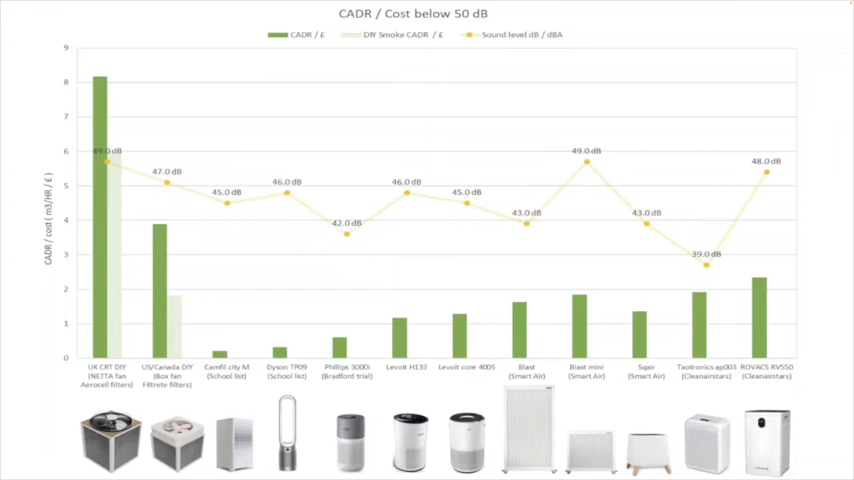 CADR / Cost below 50 dB
CADR / £ DIY Smoke CADR / £ Sound level dB / dBA
9
8
7
6
5
4
3
2
1
0
CADR / cost ( m3/HR / £ )
49.0 dB
47.0 dB
45.0 dB
46.0 dB
42.0 dB
46.0 dB
45.0 dB
43.0 dB
49.0 dB
43.0 dB
39.0 dB
48.0 dB
UK CRT DIY
(NETTA fan
Aerocell filters)
US/Canada DIY
(Box fan
Filtrete filters)
Camfil city M
(School list)
Dyson TP09
(School list)
Phillips 3000i
(Bradford trial)
Levoit H133
Levoit core 400S
Blast
(Smart Air)
Blast mini
(Smart Air)
Sqair
(Smart Air)
Taotronics ap003
(Cleanairstars)
ROVACS RV550
(Cleanairstars)